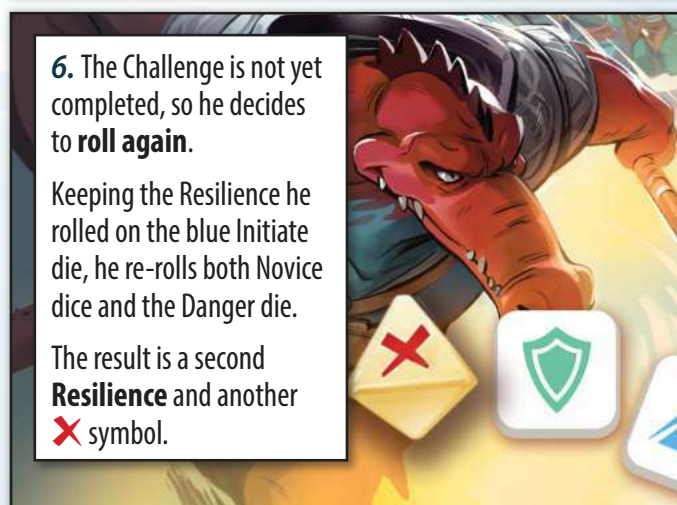 6. The Challenge is not yet
completed, so he decides
to roll again.
Keeping the Resilience he
rolled on the blue Initiate
die, he re-rolls both Novice
dice and the Danger die.
The result is a second
Resilience and another
❌ symbol.